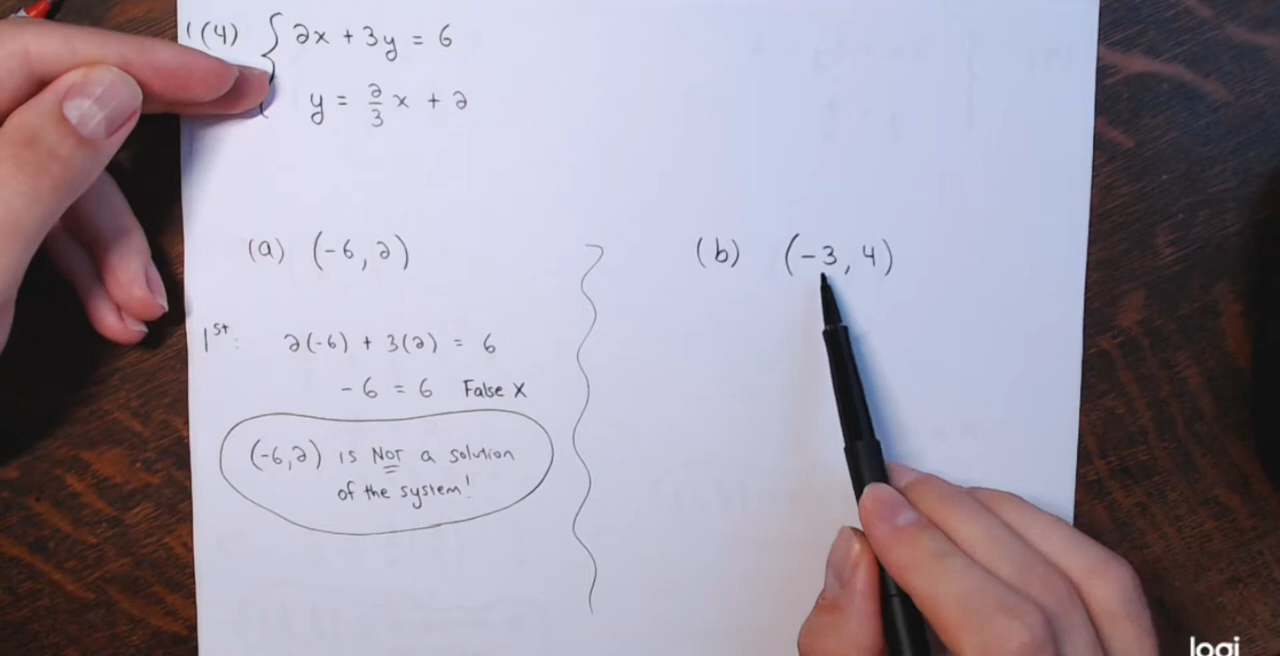 1(4) { 2x + 3y = 6
y = 2/3 x + 2
(a) (-6, 2)
(b) (-3, 4)
1st: 2(-6) + 3(2) = 6
-6 = 6 False X
(-6,2) is NOT a solution
of the system!
logi